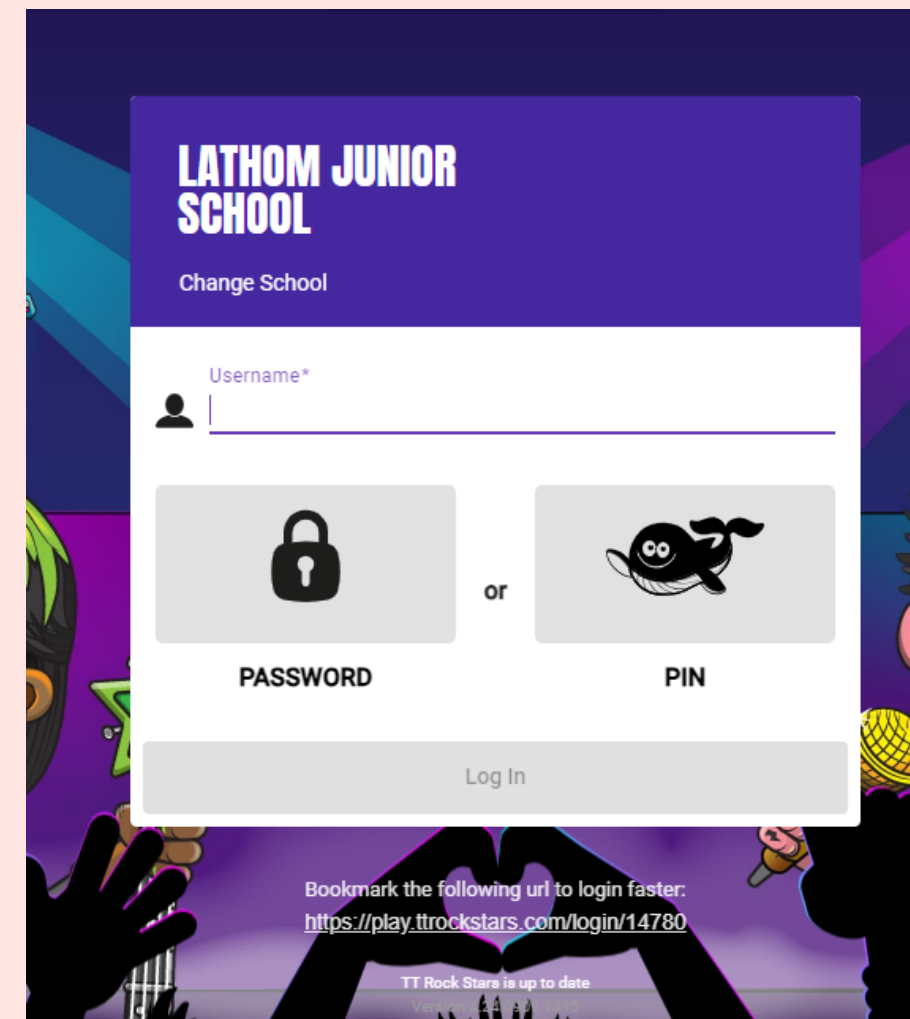 LATHOM JUNIOR
SCHOOL
Change School
Username*
or
PASSWORD
PIN
Log In
Bookmark the following url to login faster:
https://play.ttrockstars.com/login/14780
TT Rock Stars is up to date
Version